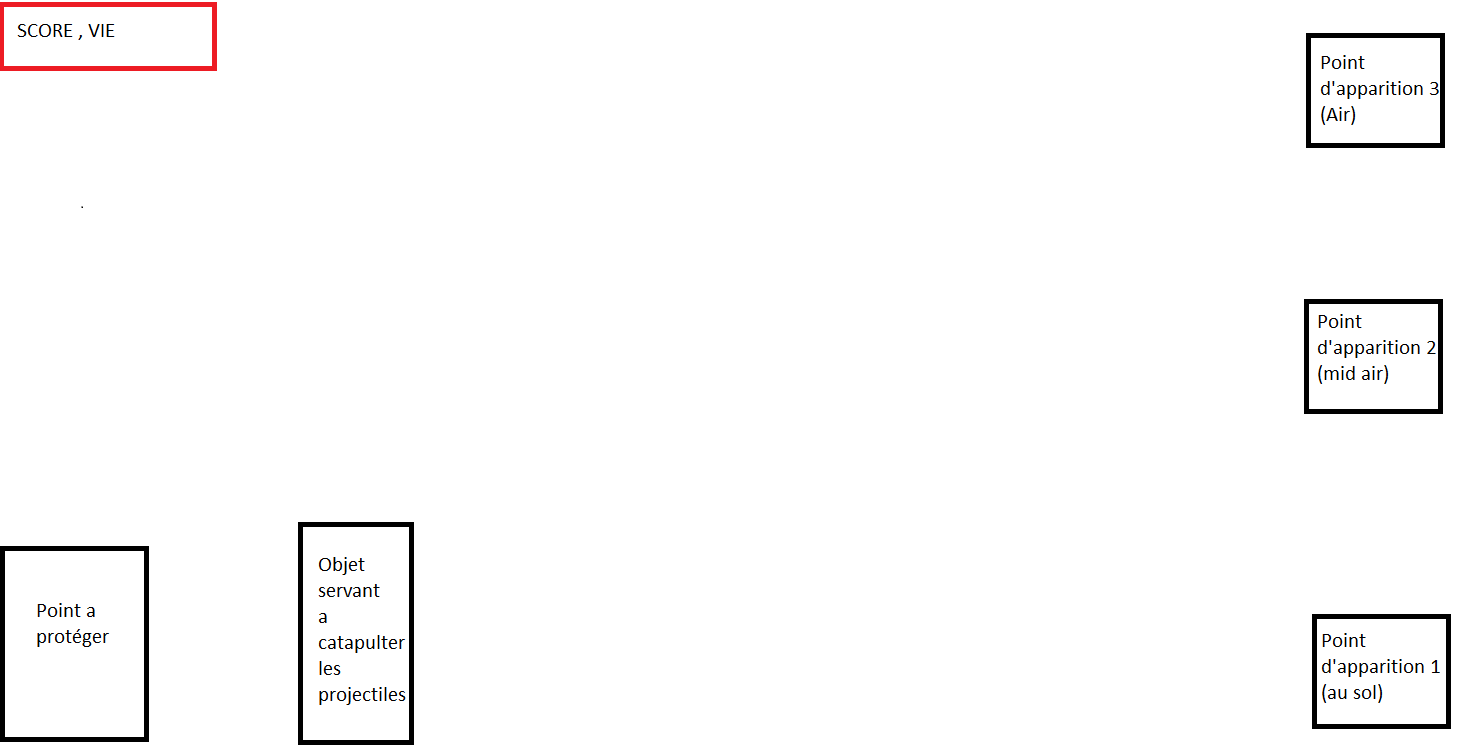 SCORE , VIE
Point
d'apparition 3
(Air)
.
Point
d'apparition 2
(mid air)
Point a
protéger
Objet
servant
a
catapulter
les
projectiles
Point
d'apparition 1
(au sol)